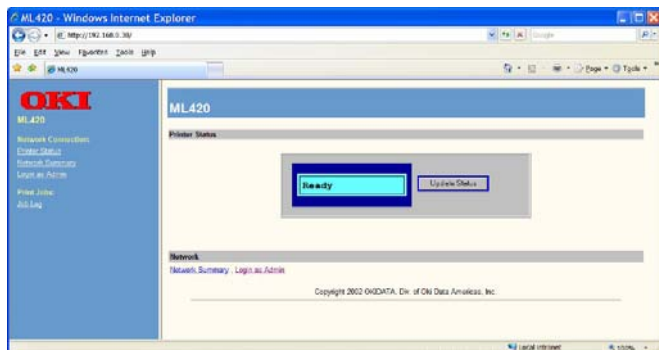 ML420 - Windows Internet Explorer
http://192.168.0.30/
Google
File Edit View Favorites Tools Help
ML420
Page Tools
OKI
ML420
Network Connection:
Printer Status
Network Summary
Login as Admin
Print Jobs:
Job Log
ML420
Printer Status
Ready
Update Status
Network
Network Summary Login as Admin
Copyright 2002 OKIDATA, Div. of Oki Data Americas, Inc.
Local intranet
100%